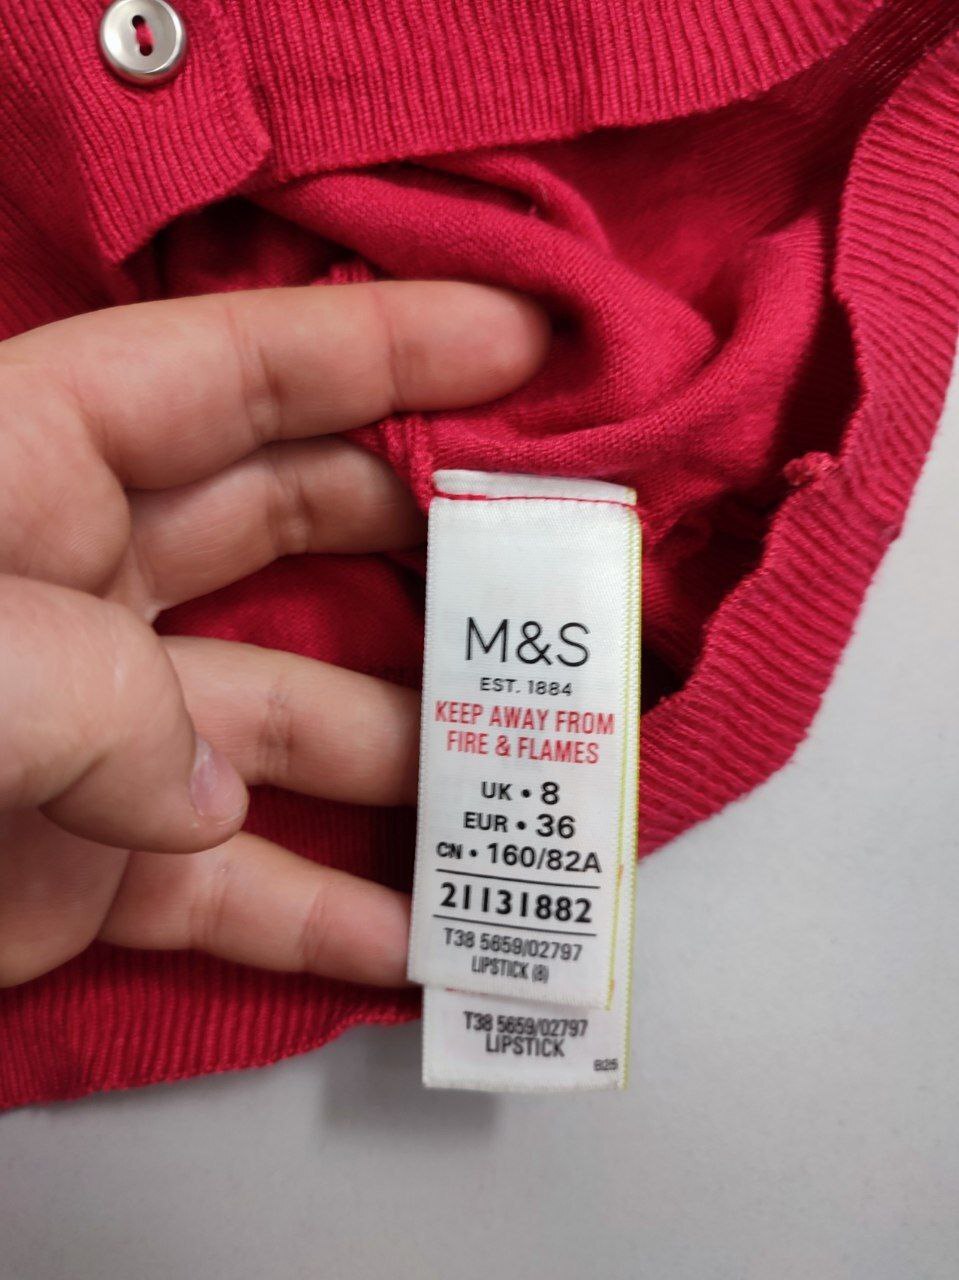 M&S
EST. 1884
KEEP AWAY FROM
FIRE & FLAMES
UK • 8
EUR • 36
CN • 160/82A
21131882
T38 5659/02797
LIPSTICK (8)
T38 5659/02797
LIPSTICK
B25